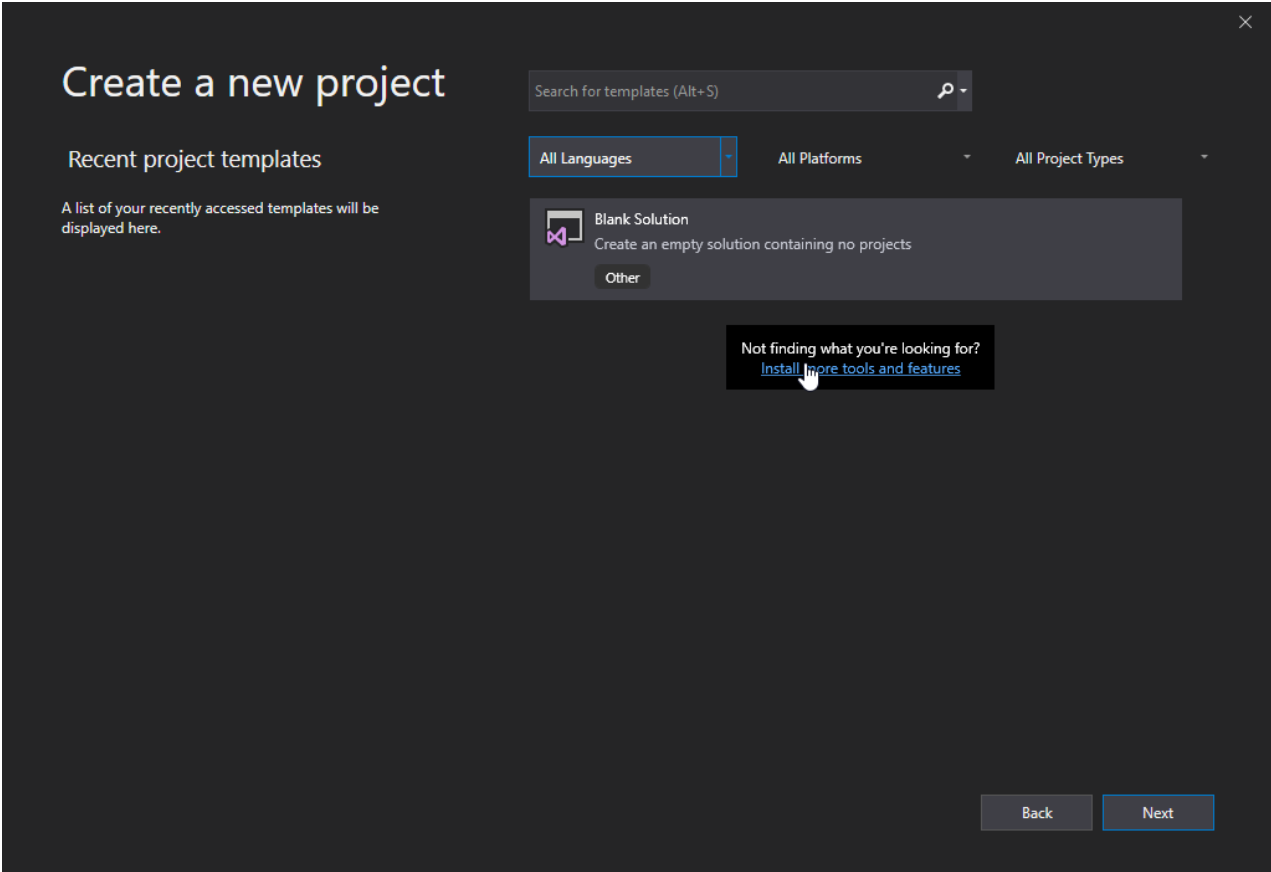 Create a new project
Search for templates (Alt+S)
Recent project templates
All Languages
All Platforms
All Project Types
A list of your recently accessed templates will be
displayed here.
Blank Solution
Create an empty solution containing no projects
Other
Not finding what you're looking for?
Install more tools and features
Back
Next